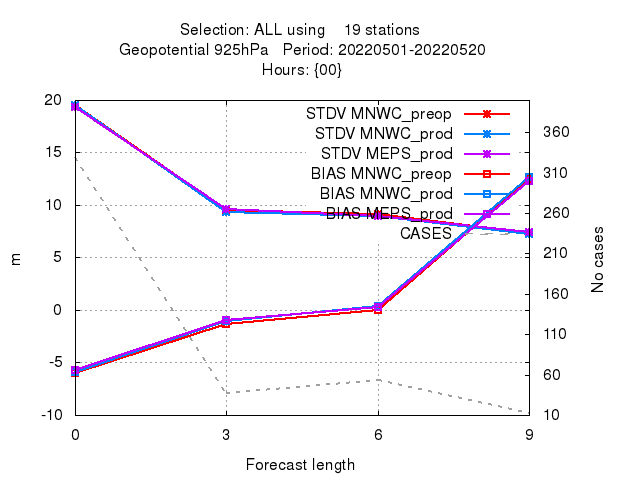 Selection: ALL using 19 stations
Geopotential 925hPa Period: 20220501-20220520
Hours: {00}
20
15
10
5
0
-5
-10
m
STDV MNWC_preop
STDV MNWC_prod
STDV MEPS_prod
BIAS MNWC_preop
BIAS MNWC_prod
BIAS MEPS_prod
CASES
360
310
260
210
160
110
60
10
No cases
0 3 6 9
Forecast length